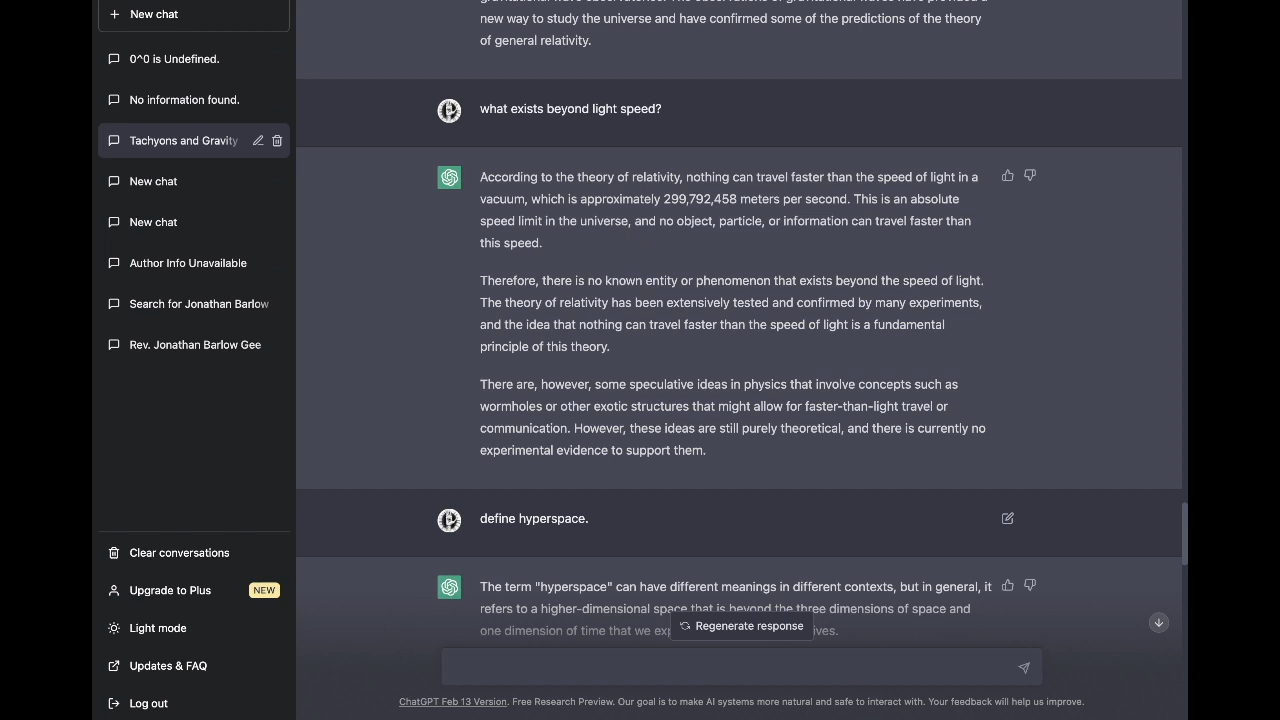 New chat
0^0 is Undefined.
No information found.
Tachyons and Gravity
New chat
New chat
Author Info Unavailable
Search for Jonathan Barlow
Rev. Jonathan Barlow Gee
Clear conversations
Upgrade to Plus NEW
Light mode
Updates & FAQ
Log out
new way to study the universe and have confirmed some of the predictions of the theory
of general relativity.
what exists beyond light speed?
According to the theory of relativity, nothing can travel faster than the speed of light in a
vacuum, which is approximately 299,792,458 meters per second. This is an absolute
speed limit in the universe, and no object, particle, or information can travel faster than
this speed.
Therefore, there is no known entity or phenomenon that exists beyond the speed of light.
The theory of relativity has been extensively tested and confirmed by many experiments,
and the idea that nothing can travel faster than the speed of light is a fundamental
principle of this theory.
There are, however, some speculative ideas in physics that involve concepts such as
wormholes or other exotic structures that might allow for faster-than-light travel or
communication. However, these ideas are still purely theoretical, and there is currently no
experimental evidence to support them.
define hyperspace.
The term "hyperspace" can have different meanings in different contexts, but in general, it
refers to a higher-dimensional space that is beyond the three dimensions of space and
one dimension of time that we
Regenerate response
ChatGPT Feb 13 Version. Free Research Preview. Our goal is to make AI systems more natural and safe to interact with. Your feedback will help us improve.